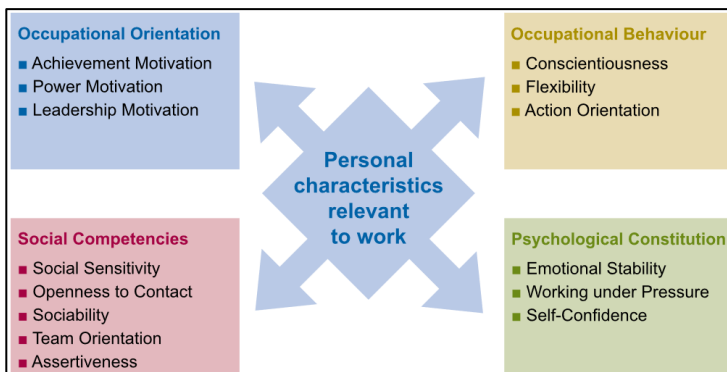 Occupational Orientation
■ Achievement Motivation
■ Power Motivation
■ Leadership Motivation
Occupational Behaviour
■ Conscientiousness
■ Flexibility
■ Action Orientation
Personal
characteristics
relevant
to work
Social Competencies
■ Social Sensitivity
■ Openness to Contact
■ Sociability
■ Team Orientation
■ Assertiveness
Psychological Constitution
■ Emotional Stability
■ Working under Pressure
■ Self-Confidence